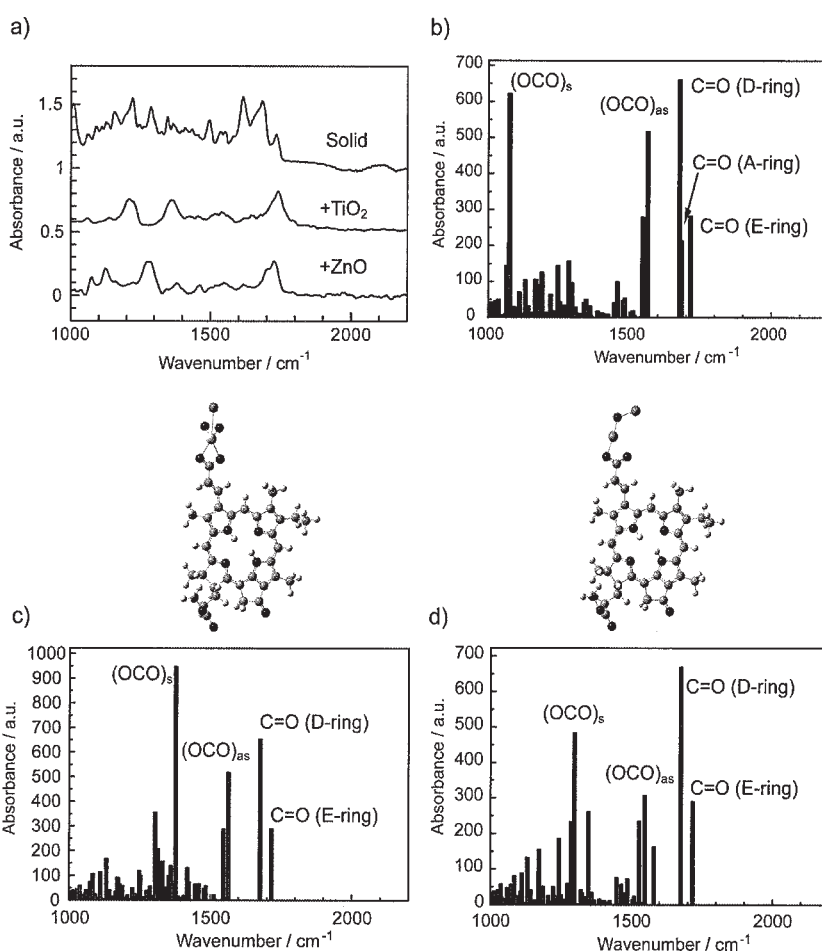 a)
1.5
1
0.5
0
Absorbance / a.u.
Solid
+TiO₂
+ZnO
1000 1500 2000
Wavenumber / cm⁻¹
b)
700
600
500
400
300
200
100
0
Absorbance / a.u.
(OCO)ₛ
(OCO)ₐₛ
C=O (D-ring)
C=O (A-ring)
C=O (E-ring)
1000 1500 2000
Wavenumber / cm⁻¹
c)
1000
900
800
700
600
500
400
300
200
100
0
Absorbance / a.u.
(OCO)ₛ
(OCO)ₐₛ
C=O (D-ring)
C=O (E-ring)
1000 1500 2000
Wavenumber / cm⁻¹
d)
700
600
500
400
300
200
100
0
Absorbance / a.u.
(OCO)ₛ
(OCO)ₐₛ
C=O (D-ring)
C=O (E-ring)
1000 1500 2000
Wavenumber / cm⁻¹